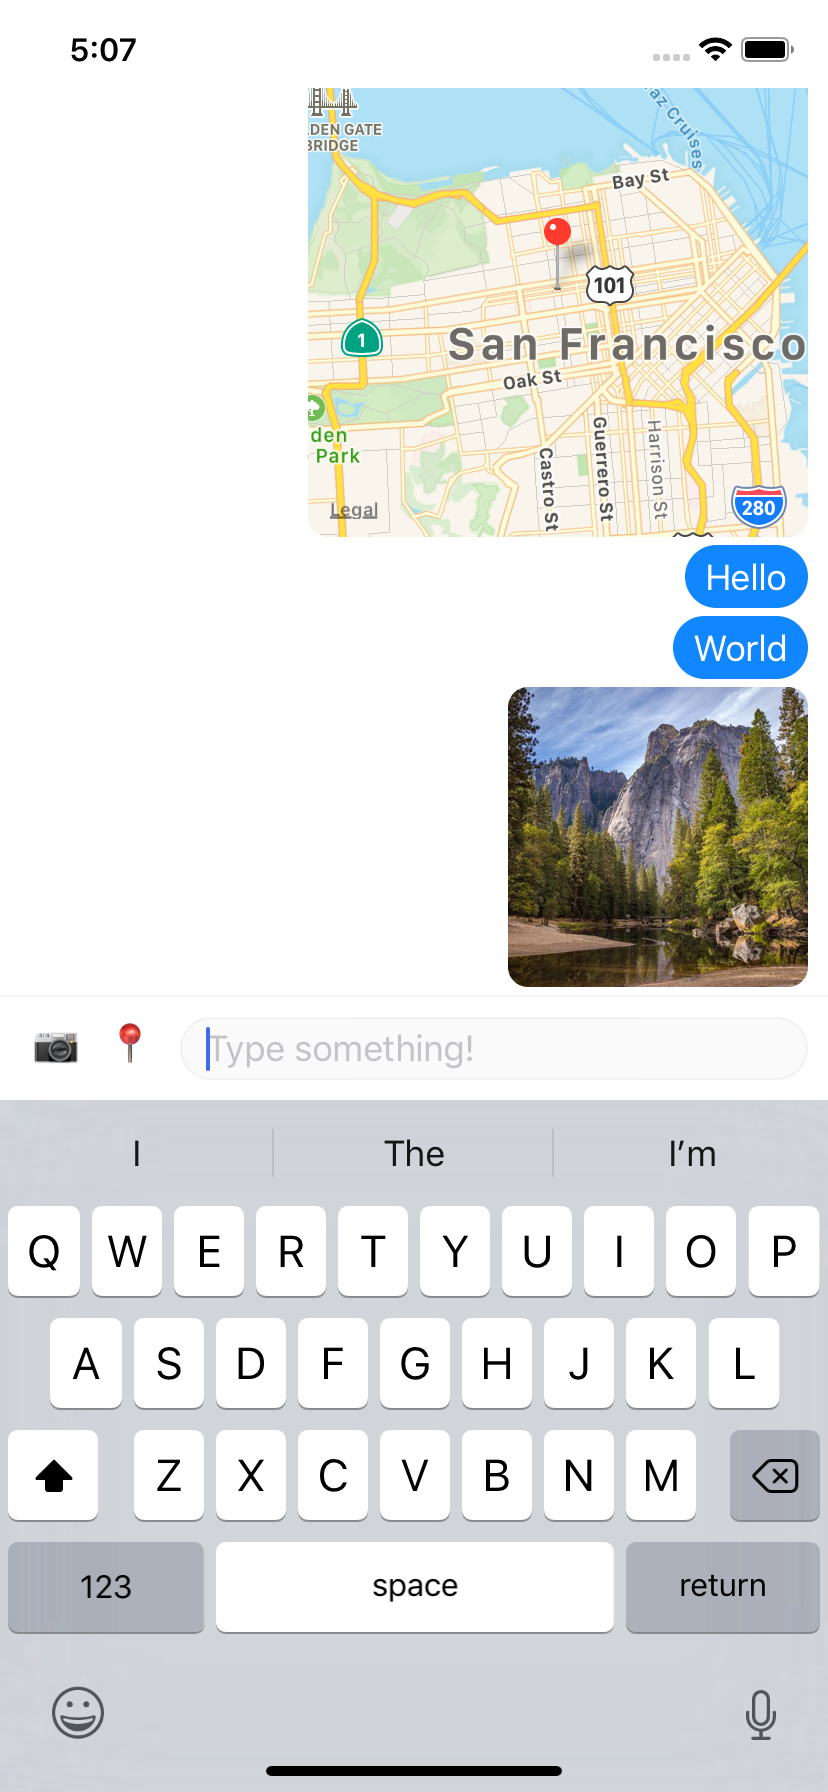 5:07
LDEN GATE
BRIDGE
az Cruises
Bay St
101
1
San Francisco
Oak St
den
Park
Castro St
Guerrero St
Harrison St
Legal
280
Hello
World
Type something!
I
The
I’m
Q W E R T Y U I O P
A S D F G H J K L
Z X C V B N M
123
space
return